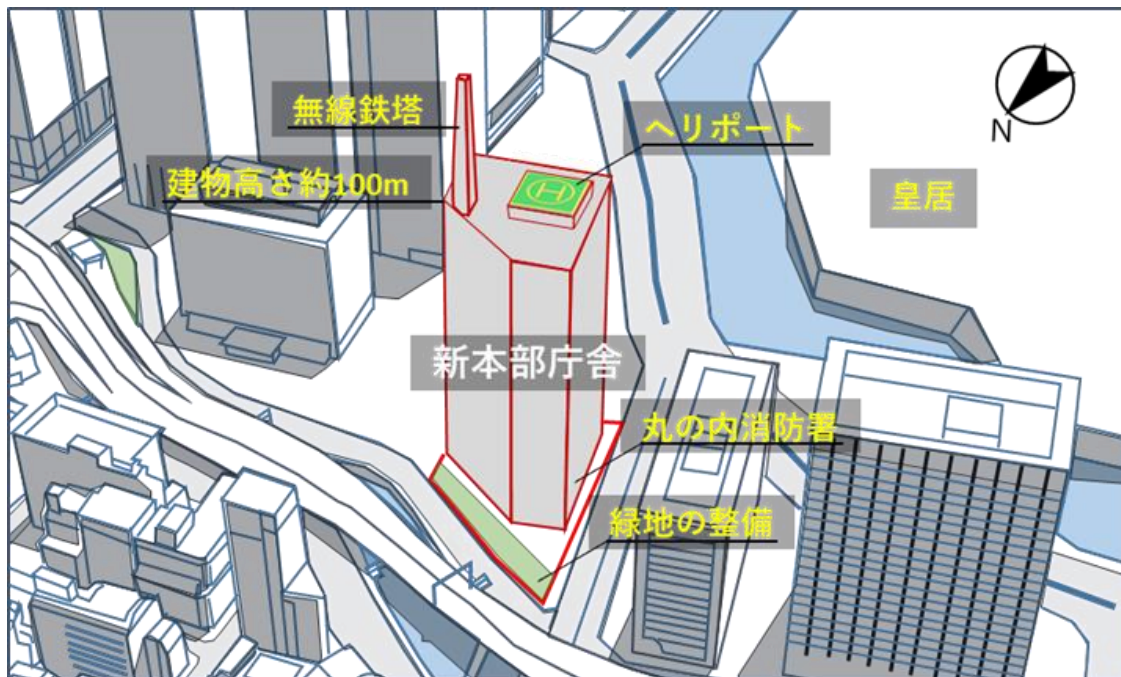 無線鉄塔
ヘリポート
建物高さ約100m
皇居
N
新本部庁舎
丸の内消防署
緑地の整備
H